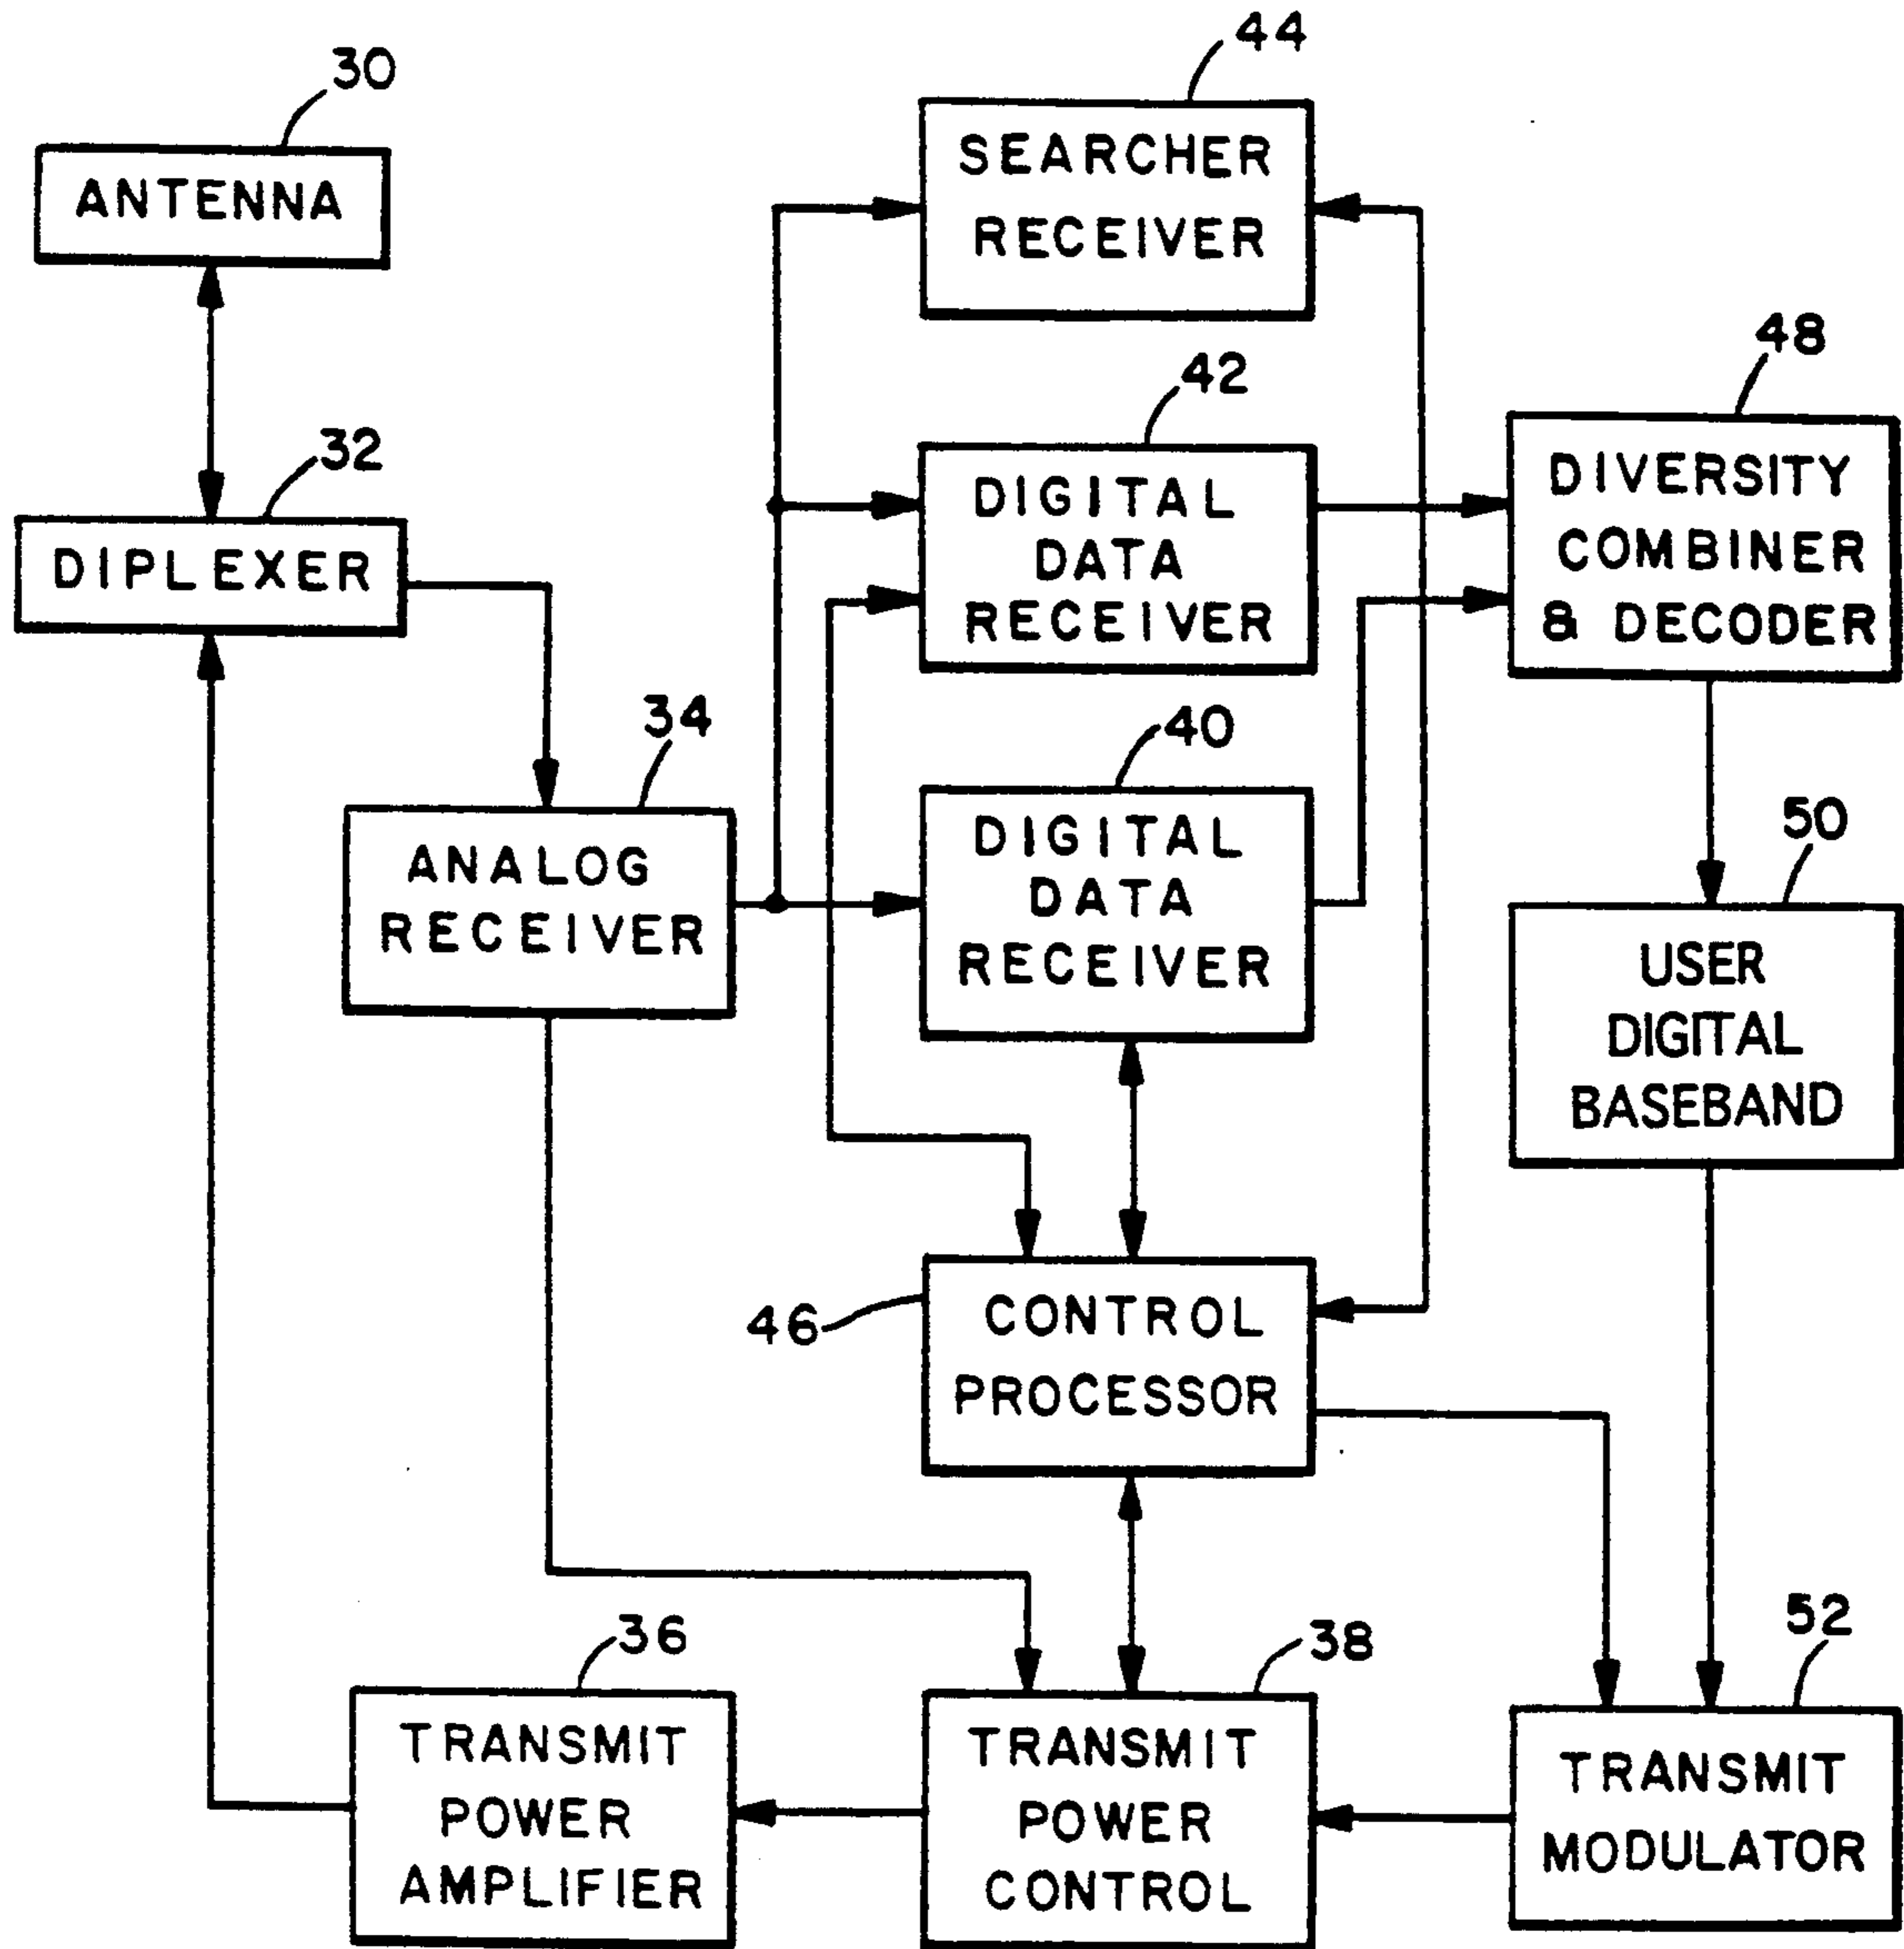 30
ANTENNA
32
DIPLEXER
34
ANALOG
RECEIVER
44
SEARCHER
RECEIVER
42
DIGITAL
DATA
RECEIVER
40
DIGITAL
DATA
RECEIVER
46
CONTROL
PROCESSOR
48
DIVERSITY
COMBINER
& DECODER
50
USER
DIGITAL
BASEBAND
36
TRANSMIT
POWER
AMPLIFIER
38
TRANSMIT
POWER
CONTROL
52
TRANSMIT
MODULATOR